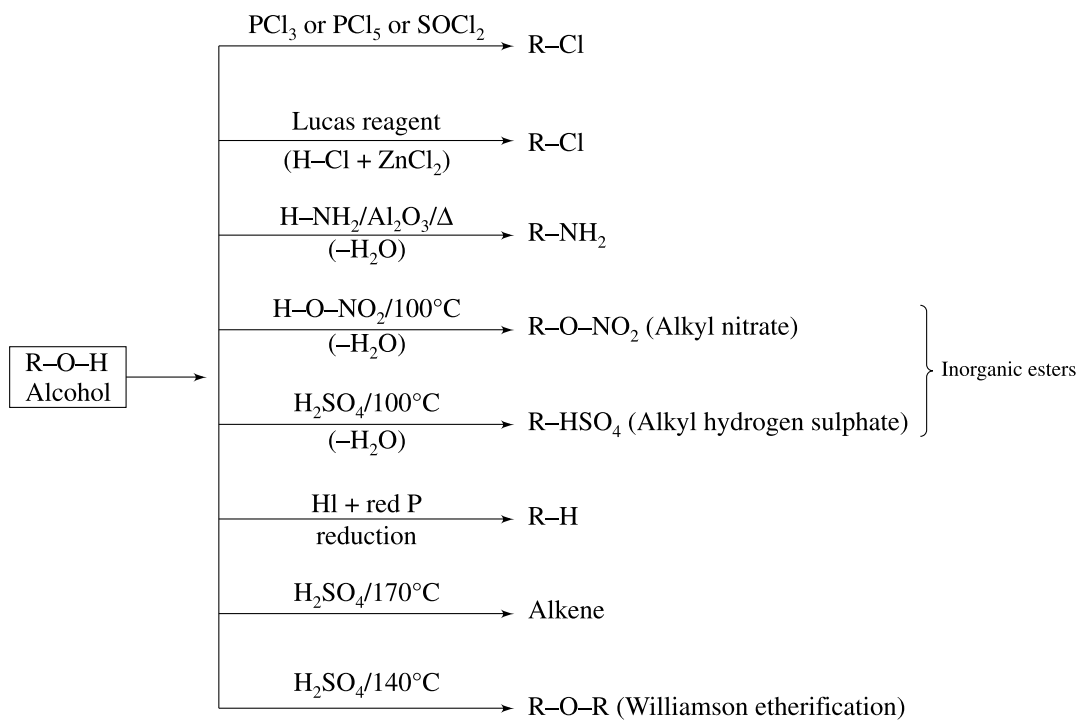 PCl₃ or PCl₅ or SOCl₂
R–Cl
Lucas reagent
R–Cl
(H–Cl + ZnCl₂)
H–NH₂/Al₂O₃/Δ
R–NH₂
(–H₂O)
H–O–NO₂/100°C
R–O–NO₂ (Alkyl nitrate)
(–H₂O)
R–O–H
Alcohol
Inorganic esters
H₂SO₄/100°C
R–HSO₄ (Alkyl hydrogen sulphate)
(–H₂O)
Hl + red P
R–H
reduction
H₂SO₄/170°C
Alkene
H₂SO₄/140°C
R–O–R (Williamson etherification)